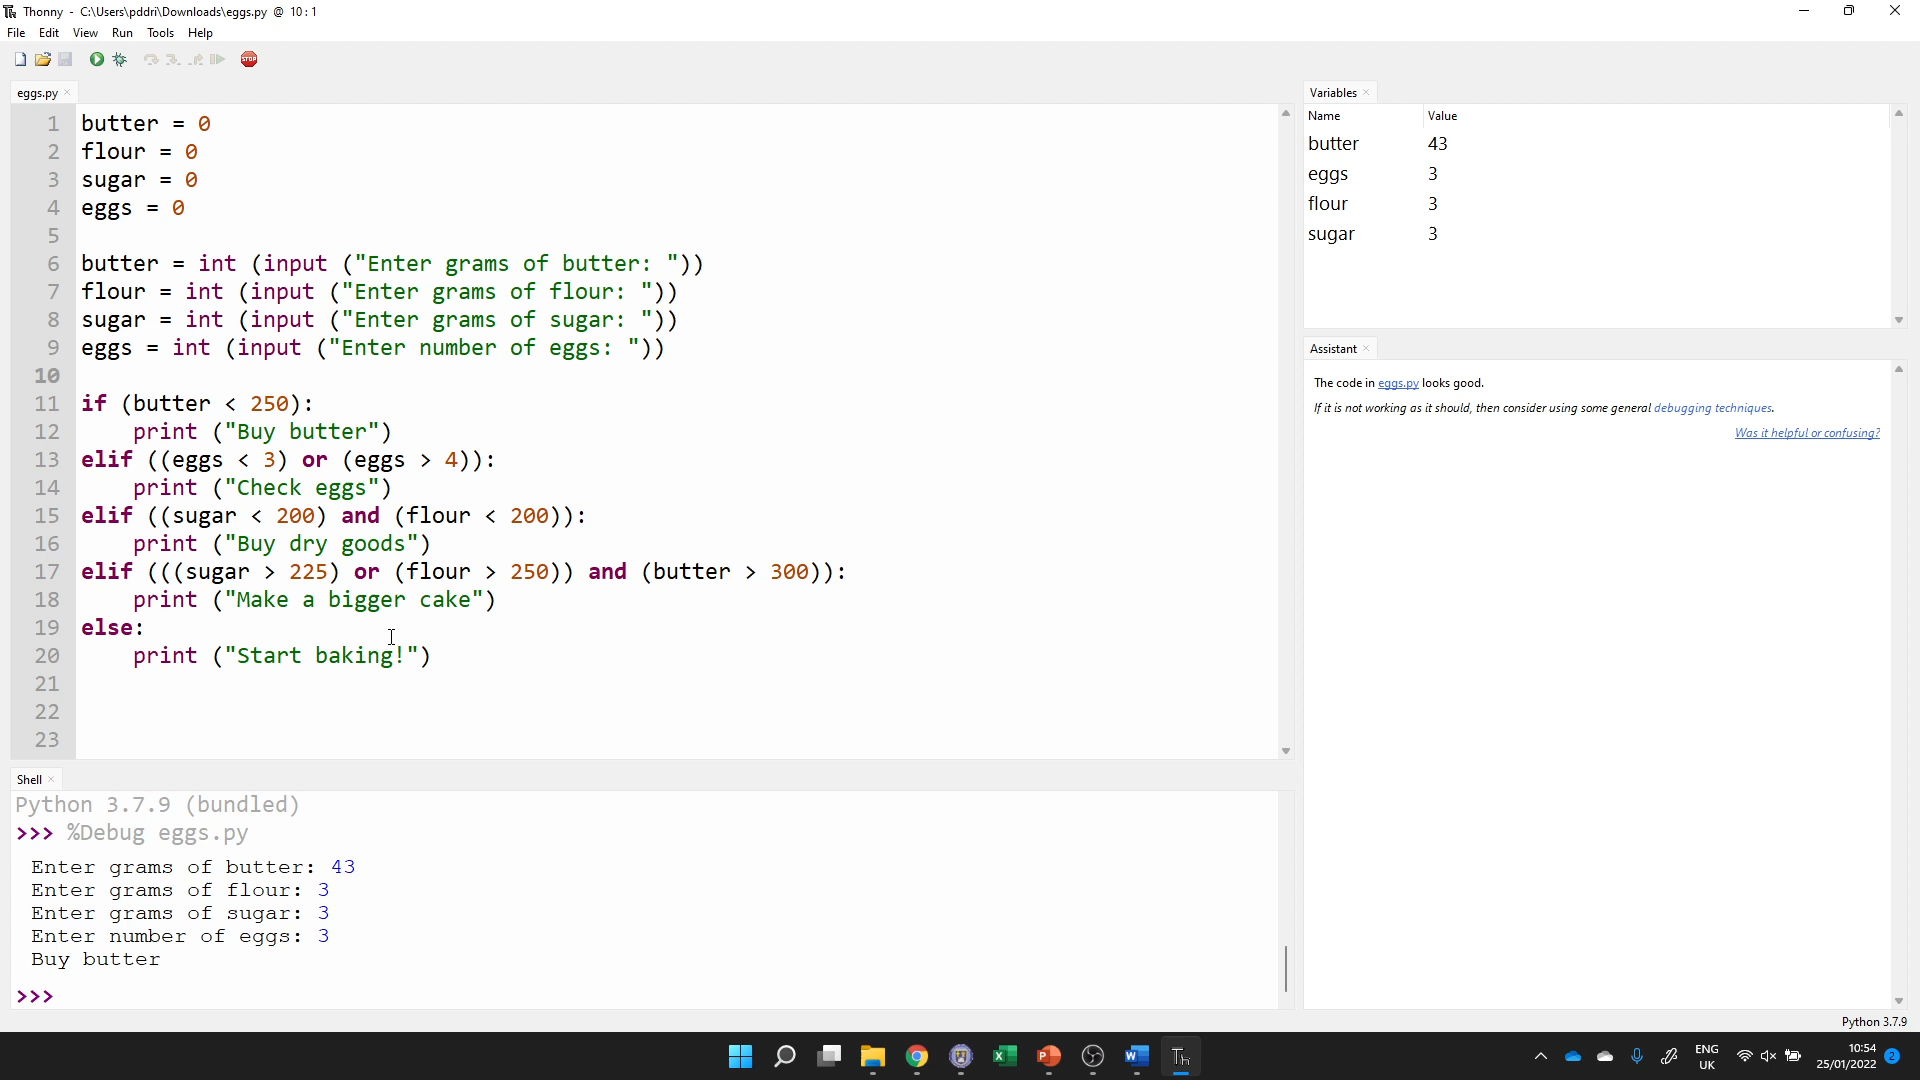 Thonny - C:\Users\pddri\Downloads\eggs.py @ 10:1
File Edit View Run Tools Help
STOP
eggs.py ×
1 butter = 0
2 flour = 0
3 sugar = 0
4 eggs = 0
5
6 butter = int (input ("Enter grams of butter: "))
7 flour = int (input ("Enter grams of flour: "))
8 sugar = int (input ("Enter grams of sugar: "))
9 eggs = int (input ("Enter number of eggs: "))
10
11 if (butter < 250):
12     print ("Buy butter")
13 elif ((eggs < 3) or (eggs > 4)):
14     print ("Check eggs")
15 elif ((sugar < 200) and (flour < 200)):
16     print ("Buy dry goods")
17 elif (((sugar > 225) or (flour > 250)) and (butter > 300)):
18     print ("Make a bigger cake")
19 else:
20     print ("Start baking!")
21
22
23
Shell ×
Python 3.7.9 (bundled)
>>> %Debug eggs.py
Enter grams of butter: 43
Enter grams of flour: 3
Enter grams of sugar: 3
Enter number of eggs: 3
Buy butter
>>>
Variables ×
Name Value
butter 43
eggs 3
flour 3
sugar 3
Assistant ×
The code in eggs.py looks good.
If it is not working as it should, then consider using some general debugging techniques.
Was it helpful or confusing?
Python 3.7.9
ENG
UK
10:54
25/01/2022
2